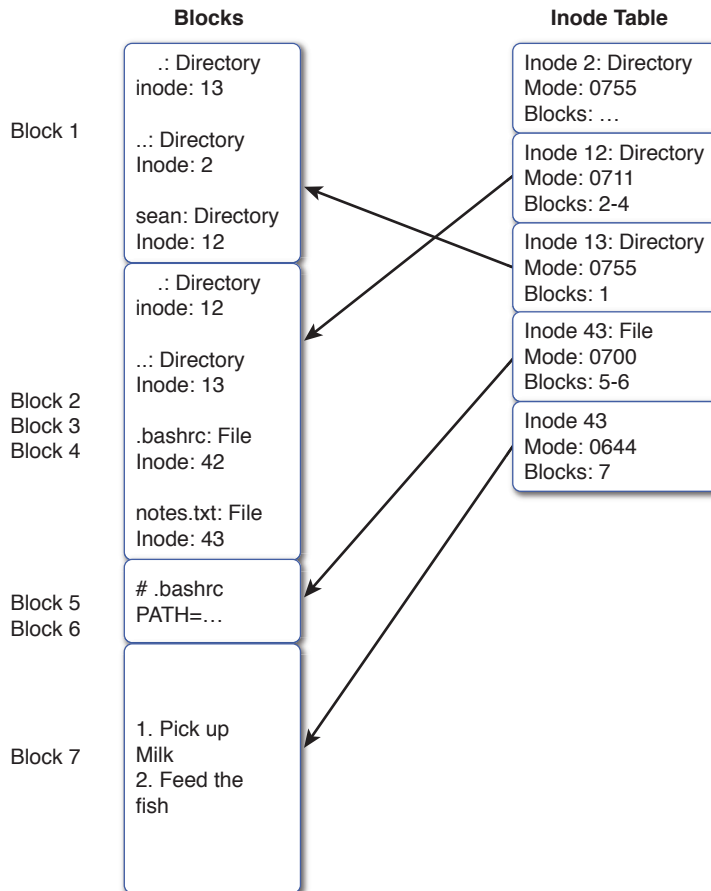 Blocks
Inode Table
Block 1
.: Directory
inode: 13
..: Directory
Inode: 2
sean: Directory
Inode: 12
Block 2
Block 3
Block 4
.: Directory
inode: 12
..: Directory
Inode: 13
.bashrc: File
Inode: 42
notes.txt: File
Inode: 43
Block 5
Block 6
# .bashrc
PATH=…
Block 7
1. Pick up
Milk
2. Feed the
fish
Inode 2: Directory
Mode: 0755
Blocks: …
Inode 12: Directory
Mode: 0711
Blocks: 2-4
Inode 13: Directory
Mode: 0755
Blocks: 1
Inode 43: File
Mode: 0700
Blocks: 5-6
Inode 43
Mode: 0644
Blocks: 7